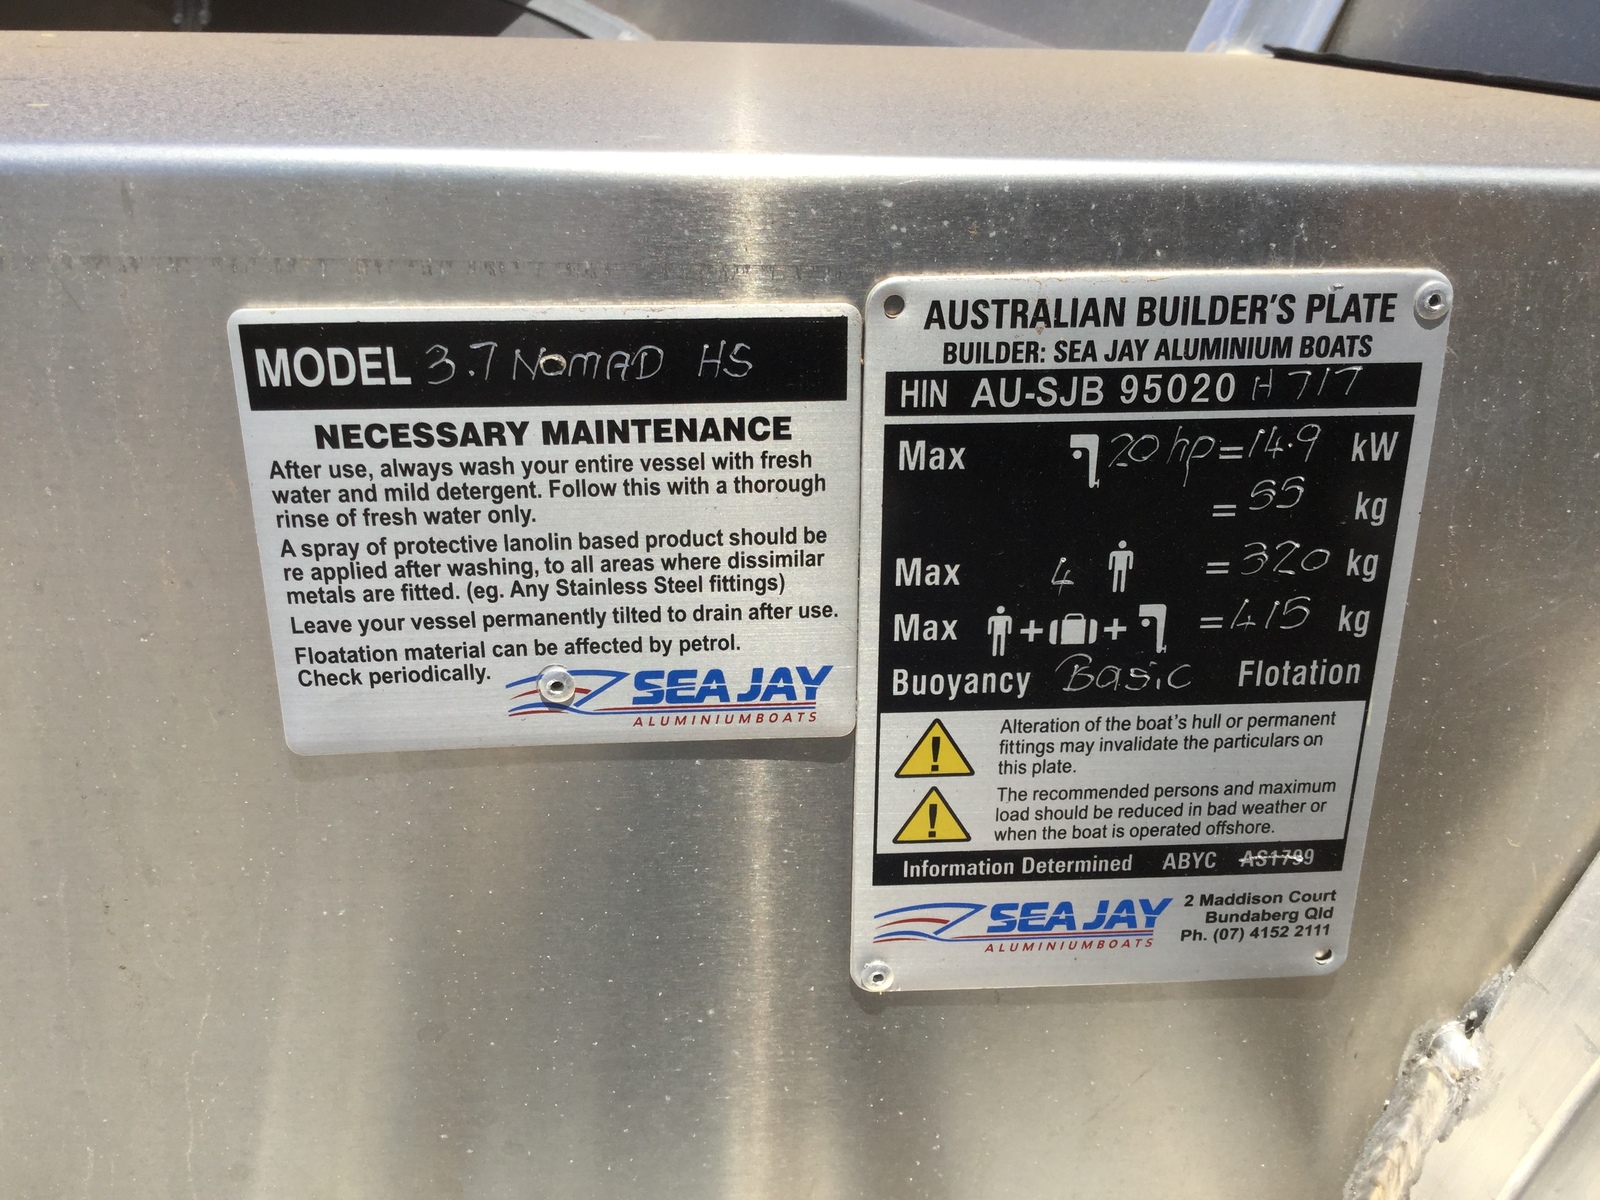 MODEL 3.7 NOMAD HS
NECESSARY MAINTENANCE
After use, always wash your entire vessel with fresh
water and mild detergent. Follow this with a thorough
rinse of fresh water only.
A spray of protective lanolin based product should be
re applied after washing, to all areas where dissimilar
metals are fitted. (eg. Any Stainless Steel fittings)
Leave your vessel permanently tilted to drain after use.
Floatation material can be affected by petrol.
Check periodically.
SEA JAY
ALUMINIUMBOATS
AUSTRALIAN BUILDER'S PLATE
BUILDER: SEA JAY ALUMINIUM BOATS
HIN AU-SJB 95020 H 717
Max 20 hp = 14.9 kW
= 55 kg
Max 4 = 320 kg
Max + + = 415 kg
Buoyancy Basic Flotation
Alteration of the boat's hull or permanent
fittings may invalidate the particulars on
this plate.
The recommended persons and maximum
load should be reduced in bad weather or
when the boat is operated offshore.
Information Determined ABYC AS1799
SEA JAY
ALUMINIUMBOATS
2 Maddison Court
Bundaberg Qld
Ph. (07) 4152 2111